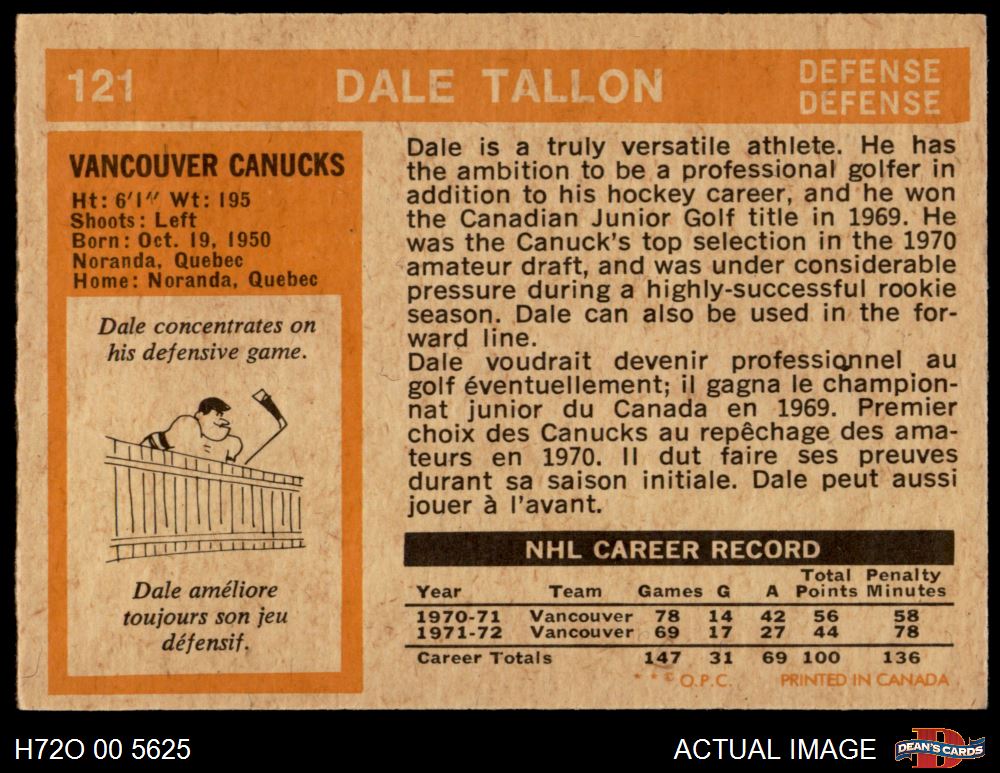 121 DALE TALLON DEFENSE
DÉFENSE
VANCOUVER CANUCKS
Ht: 6'1" Wt: 195
Shoots: Left
Born: Oct. 19, 1950
Noranda, Quebec
Home: Noranda, Quebec
Dale concentrates on
his defensive game.
Dale améliore
toujours son jeu
défensif.
Dale is a truly versatile athlete. He has
the ambition to be a professional golfer in
addition to his hockey career, and he won
the Canadian Junior Golf title in 1969. He
was the Canuck's top selection in the 1970
amateur draft, and was under considerable
pressure during a highly-successful rookie
season. Dale can also be used in the for-
ward line.
Dale voudrait devenir professionnel au
golf éventuellement; il gagna le champion-
nat junior du Canada en 1969. Premier
choix des Canucks au repêchage des ama-
teurs en 1970. Il dut faire ses preuves
durant sa saison initiale. Dale peut aussi
jouer à l'avant.
NHL CAREER RECORD
Year Team Games G A Total Points Penalty Minutes
1970-71 Vancouver 78 14 42 56 58
1971-72 Vancouver 69 17 27 44 78
Career Totals 147 31 69 100 136
* * © O.P.C. PRINTED IN CANADA
H72O 00 5625 ACTUAL IMAGE DEAN'S CARDS